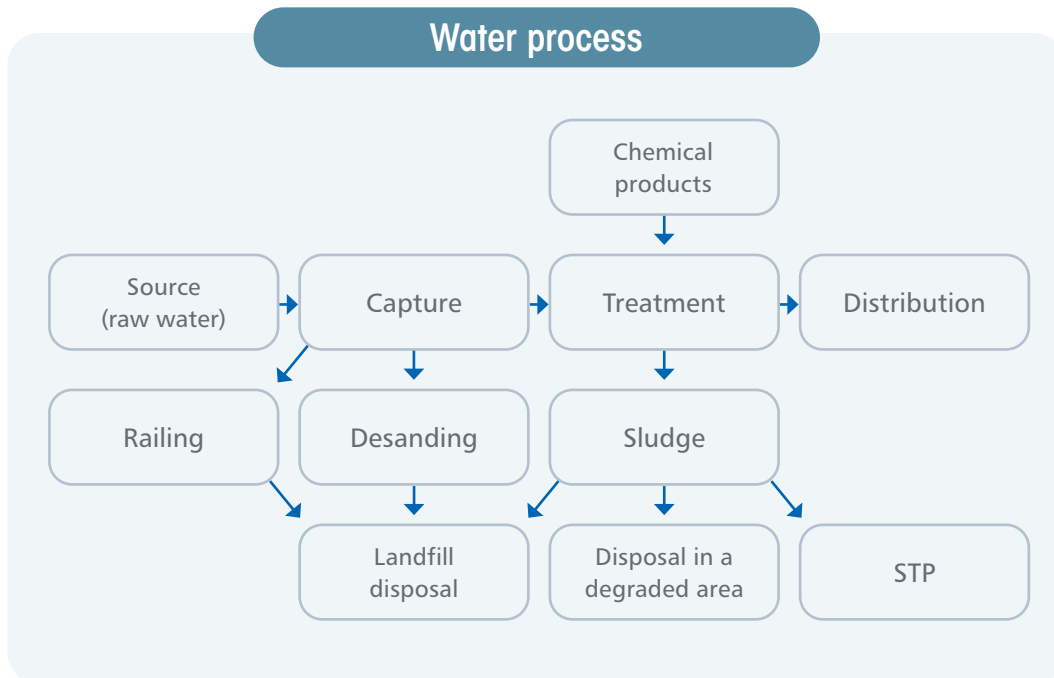 Water process
Chemical
products
Source
(raw water)
Capture
Treatment
Distribution
Railing
Desanding
Sludge
Landfill
disposal
Disposal in a
degraded area
STP